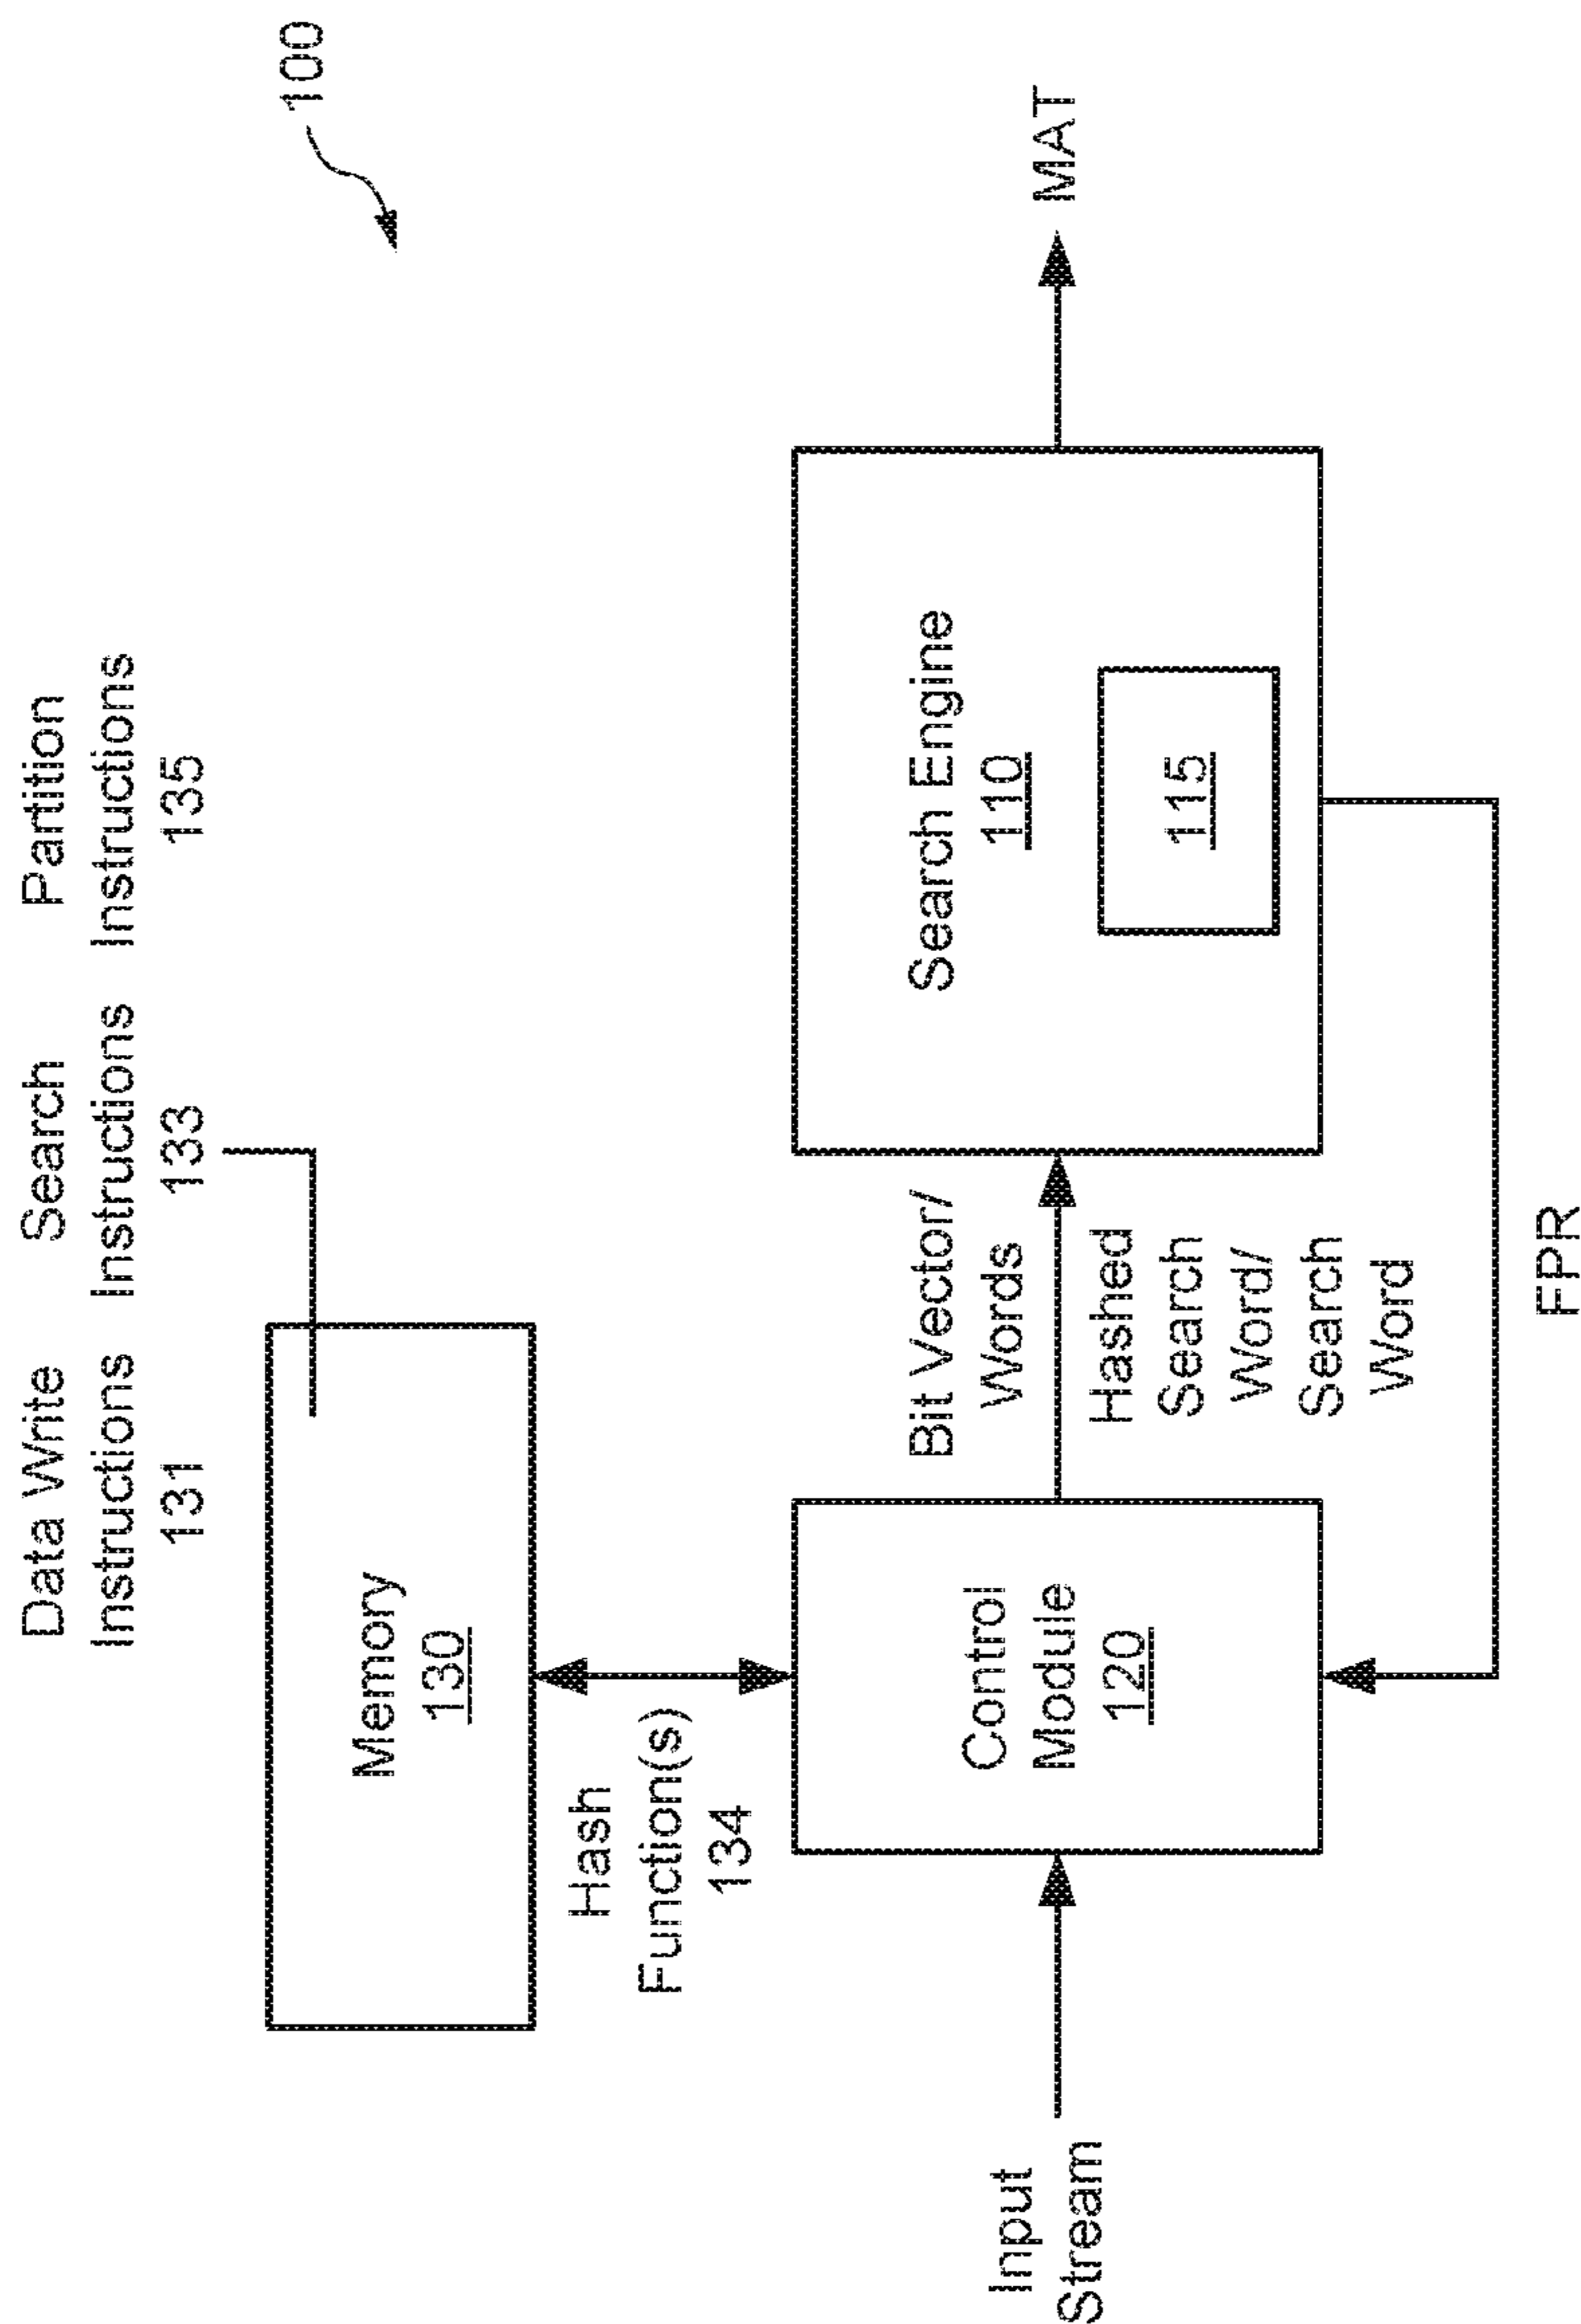 100
Data Write
Instructions
131
Search
Instructions
133
Partition
Instructions
135
Memory
130
Hash
Function(s)
134
Input
Stream
Control
Module
120
Bit Vector/
Words
Hashed
Search
Word/
Search
Word
Search Engine
110
115
MAT
FPR